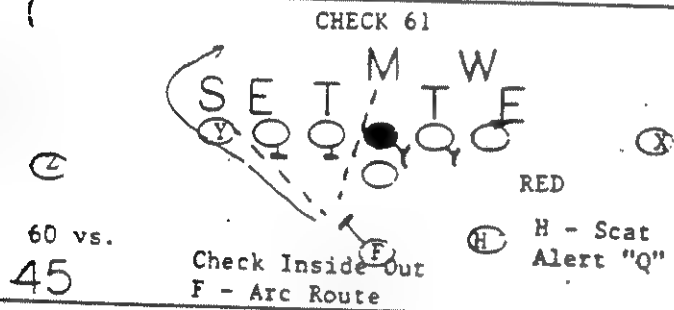 CHECK 61
M W
S E T T E
Y X
Z
RED
60 vs. H - Scat
F H Alert "Q"
45 Check Inside Out
F - Arc Route